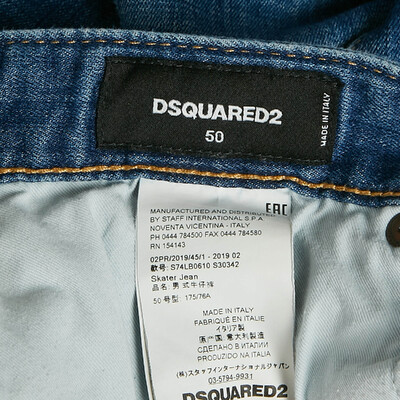 DSQUARED2
50
MADE IN ITALY
MANUFACTURED AND DISTRIBUTED
BY STAFF INTERNATIONAL S.P.A
NOVENTA VICENTINA - ITALY
PH 0444 784500 FAX 0444 784580
RN 154143
EAC
02PR/2019/45/1 - 2019 02
款号: S74LB0610 S30342
Skater Jean
品名: 男式牛仔裤
50 号型: 175/76A
MADE IN ITALY
FABRIQUÉ EN ITALIE
イタリア製
原产国: 意大利制造
СДЕЛАНО В ИТАЛИИ
PRODUZIDO NA ITALIA
(株)スタッフインターナショナルジャパン
03-5794-9931
DSQUARED2